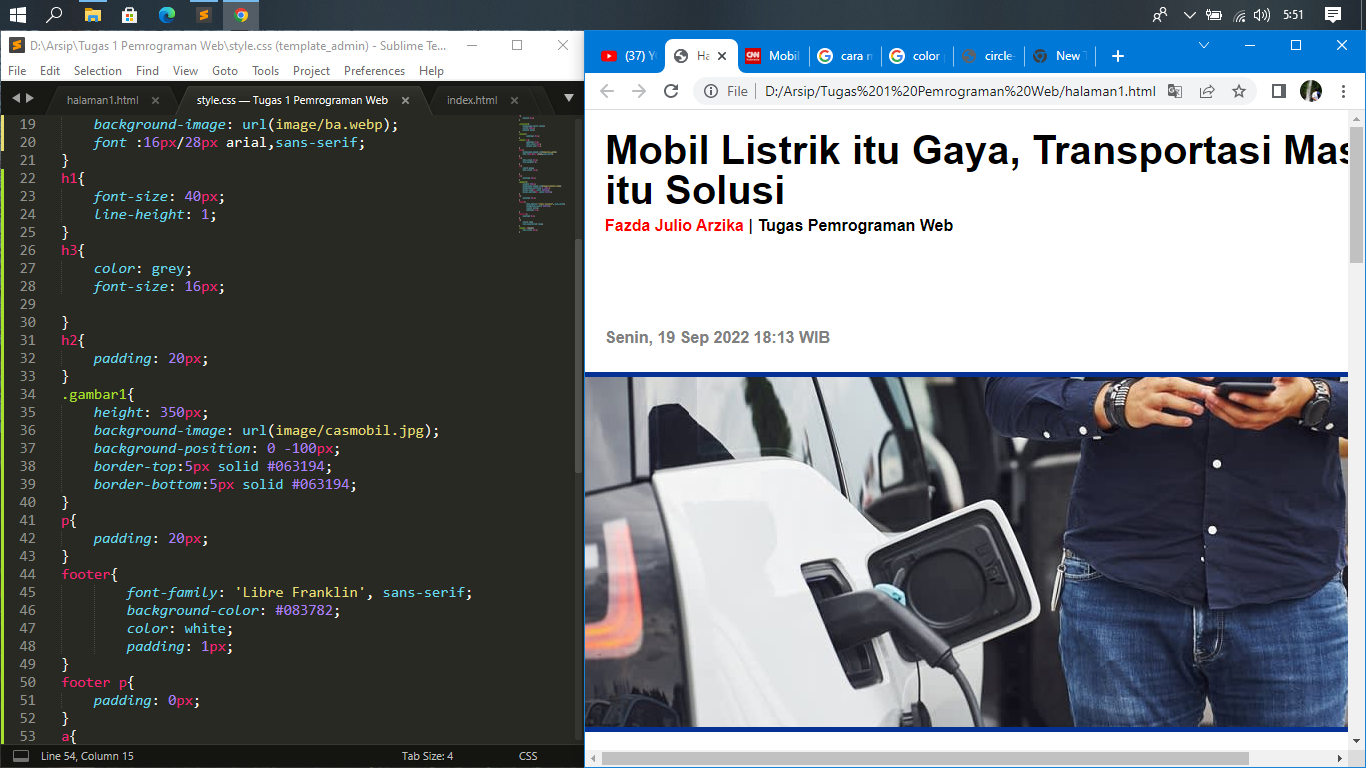 5:51
D:\Arsip\Tugas 1 Pemrograman Web\style.css (template_admin) - Sublime Te...
File Edit Selection Find View Goto Tools Project Preferences Help
halaman1.html
style.css — Tugas 1 Pemrograman Web
index.html
19 background-image: url(image/ba.webp);
20 font :16px/28px arial,sans-serif;
21 }
22 h1{
23 font-size: 40px;
24 line-height: 1;
25 }
26 h3{
27 color: grey;
28 font-size: 16px;
29
30 }
31 h2{
32 padding: 20px;
33 }
34 .gambar1{
35 height: 350px;
36 background-image: url(image/casmobil.jpg);
37 background-position: 0 -100px;
38 border-top:5px solid #063194;
39 border-bottom:5px solid #063194;
40 }
41 p{
42 padding: 20px;
43 }
44 footer{
45 font-family: 'Libre Franklin', sans-serif;
46 background-color: #083782;
47 color: white;
48 padding: 1px;
49 }
50 footer p{
51 padding: 0px;
52 }
53 a{
Line 54, Column 15
Tab Size: 4
CSS
(37) Y
Ha
CNN Mobil
cara m
color p
circle-
New T
File D:/Arsip/Tugas%201%20Pemrograman%20Web/halaman1.html
Mobil Listrik itu Gaya, Transportasi Mas
itu Solusi
Fazda Julio Arzika | Tugas Pemrograman Web
Senin, 19 Sep 2022 18:13 WIB